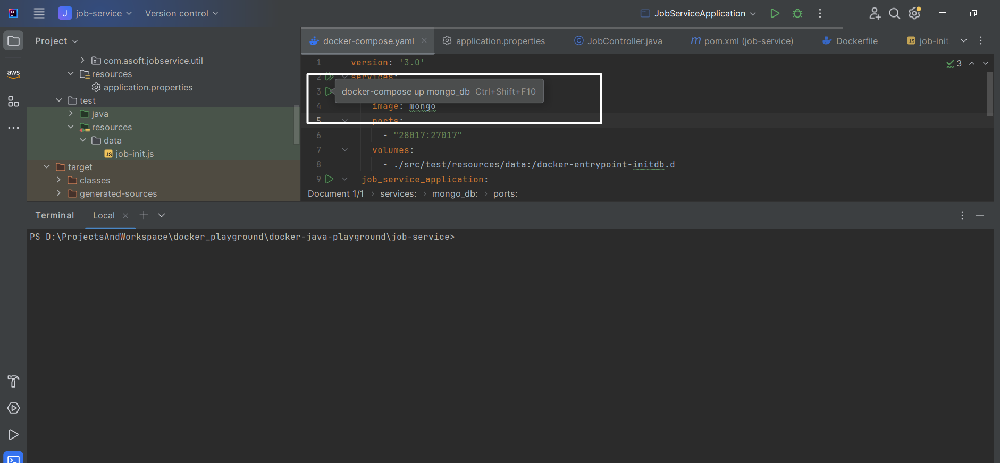 J job-service Version control JobServiceApplication
Project
docker-compose.yaml application.properties JobController.java m pom.xml (job-service) Dockerfile JS job-init
aws
com.asoft.jobservice.util
resources
application.properties
test
java
resources
data
JS job-init.js
target
classes
generated-sources
1 version: '3.0'
3
2 services:
3 docker-compose up mongo_db Ctrl+Shift+F10
4 image: mongo
5 ports:
6 - "28017:27017"
7 volumes:
8 - ./src/test/resources/data:/docker-entrypoint-initdb.d
9 job_service_application:
Document 1/1 › services: › mongo_db: › ports:
Terminal Local
PS D:\ProjectsAndWorkspace\docker_playground\docker-java-playground\job-service>